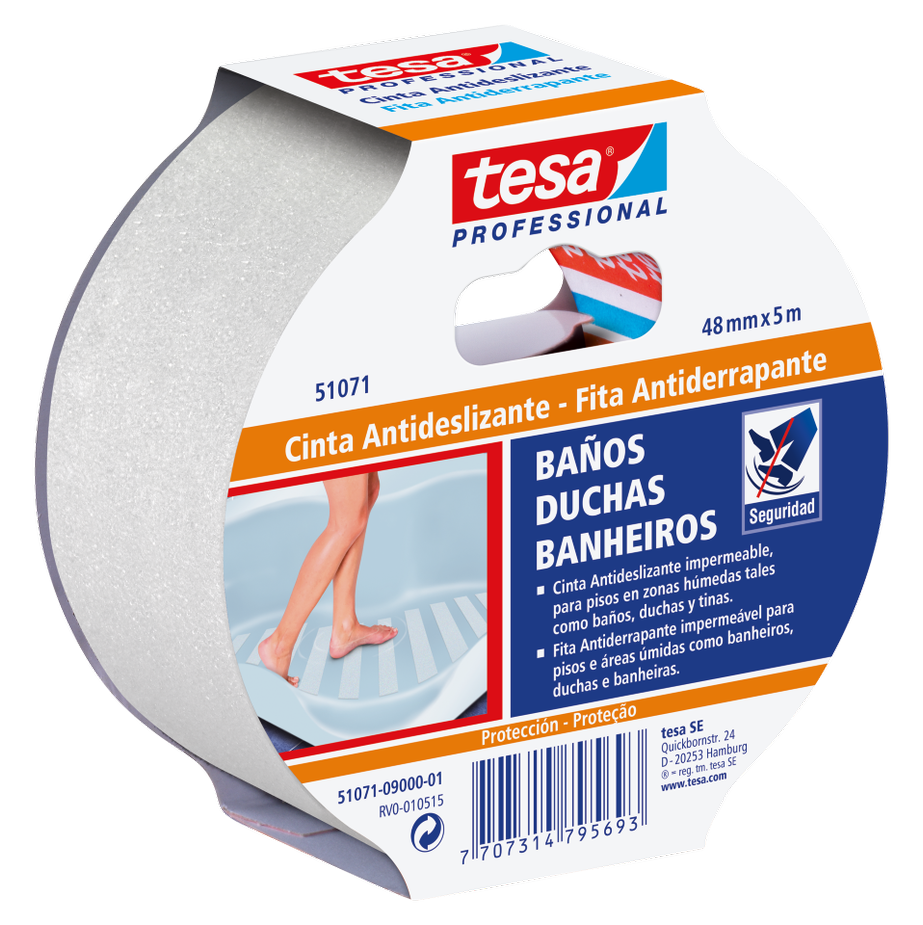 tesa®
PROFESSIONAL
Cinta Antideslizante
Fita Antiderrapante
tesa®
PROFESSIONAL
48 mm x 5 m
51071
Cinta Antideslizante - Fita Antiderrapante
BAÑOS
DUCHAS
BANHEIROS
Seguridad
▪ Cinta Antideslizante impermeable,
para pisos en zonas húmedas tales
como baños, duchas y tinas.
▪ Fita Antiderrapante impermeável para
pisos e áreas úmidas como banheiros,
duchas e banheiras.
Protección - Proteção
51071-09000-01
RV0-010515
tesa SE
Quickbornstr. 24
D - 20253 Hamburg
® = reg. tm. tesa SE
www.tesa.com
7 707314 795693